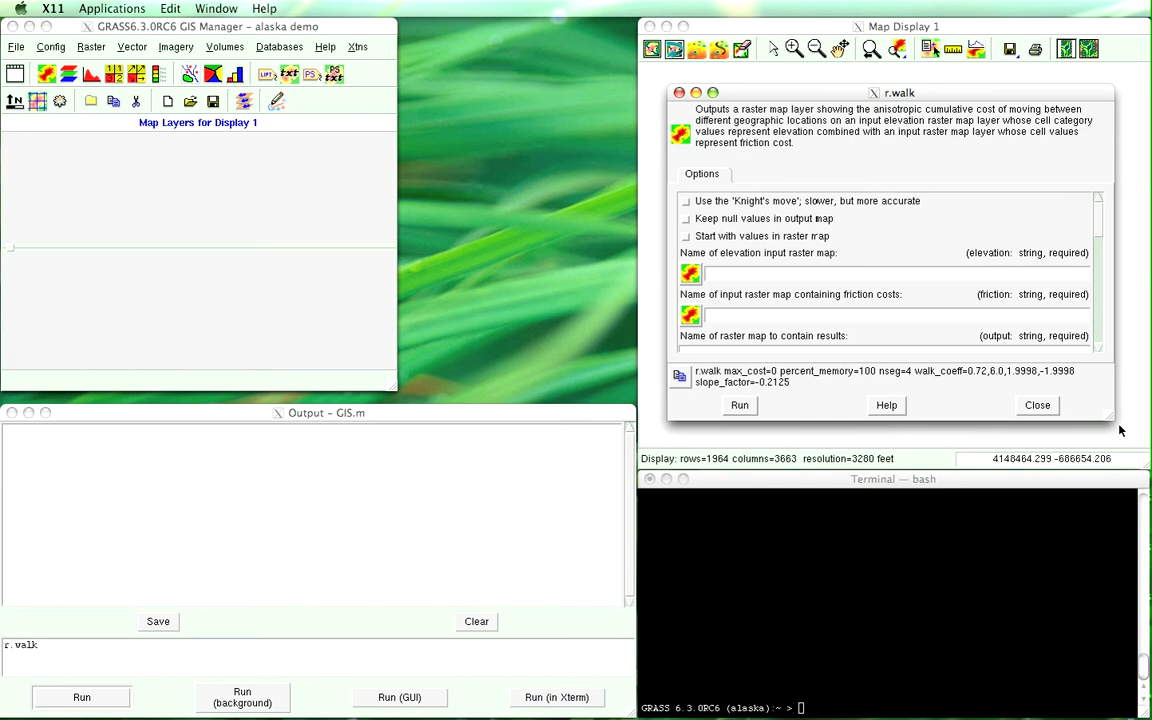 X11 Applications Edit Window Help
GRASS6.3.0RC6 GIS Manager - alaska demo
File Config Raster Vector Imagery Volumes Databases Help Xtns
Map Layers for Display 1
Map Display 1
r.walk
Outputs a raster map layer showing the anisotropic cumulative cost of moving between
different geographic locations on an input elevation raster map layer whose cell category
values represent elevation combined with an input raster map layer whose cell values
represent friction cost.
Options
Use the 'Knight's move'; slower, but more accurate
Keep null values in output map
Start with values in raster map
Name of elevation input raster map: (elevation: string, required)
Name of input raster map containing friction costs: (friction: string, required)
Name of raster map to contain results: (output: string, required)
r.walk max_cost=0 percent_memory=100 nseg=4 walk_coeff=0.72,6.0,1.9998,-1.9998
slope_factor=-0.2125
Run Help Close
Display: rows=1964 columns=3663 resolution=3280 feet 4148464.299 -686654.206
Output - GIS.m
Save Clear
r.walk
Run Run (background) Run (GUI) Run (in Xterm)
Terminal — bash
GRASS 6.3.0RC6 (alaska):~ >